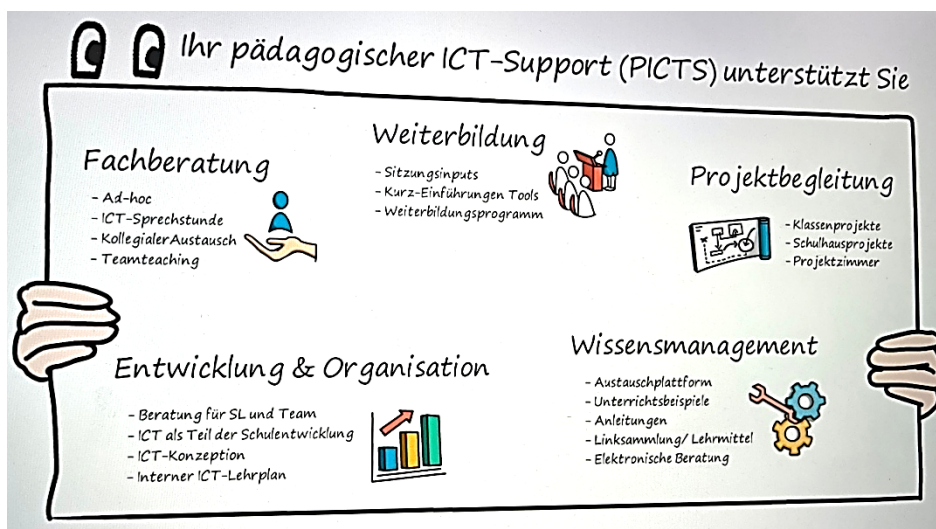 Ihr pädagogischer ICT-Support (PICTS) unterstützt Sie
Fachberatung
- Ad-hoc
- ICT-Sprechstunde
- Kollegialer Austausch
- Teamteaching
Weiterbildung
- Sitzungsinputs
- Kurz-Einführungen Tools
- Weiterbildungsprogramm
Projektbegleitung
- Klassenprojekte
- Schulhausprojekte
- Projektzimmer
Entwicklung & Organisation
- Beratung für SL und Team
- ICT als Teil der Schulentwicklung
- ICT-Konzeption
- Interner ICT-Lehrplan
Wissensmanagement
- Austauschplattform
- Unterrichtsbeispiele
- Anleitungen
- Linksammlung/ Lehrmittel
- Elektronische Beratung